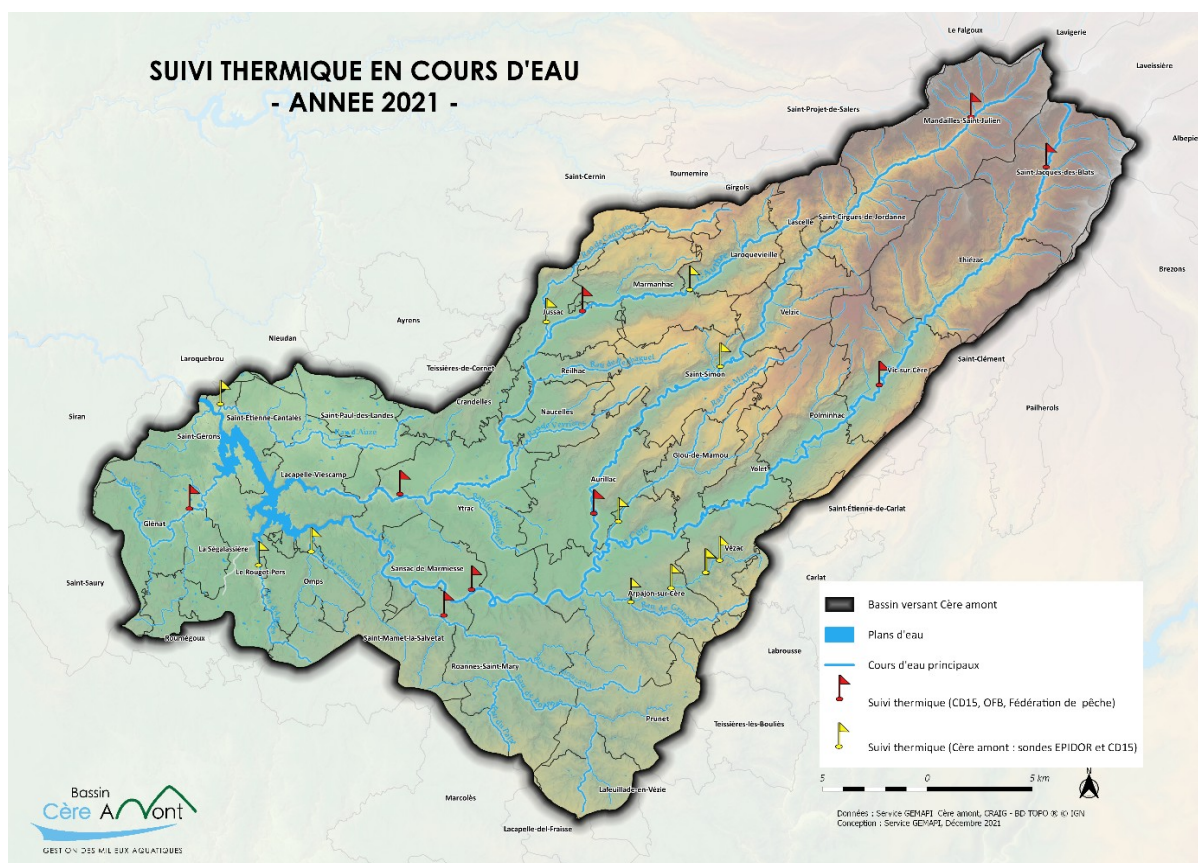 SUIVI THERMIQUE EN COURS D'EAU
- ANNEE 2021 -
Le Falgoux
Lavigerie
Laveissière
Saint-Projet-de-Salers
Mandailles-Saint-Julien
Albepie
Saint-Cernin
Tournemire
Saint-Jacques-des-Blats
Girgols
Lascelle
Saint-Cirgues-de-Jordanne
Laroquevieille
Thiézac
Brezons
Marmanhac
Jussac
Velzic
Ayrons
Nieudan
Laroquebrou
Teissières-de-Cornet
Reilhac
Saint-Simon
Saint-Clément
Vic-sur-Cère
Siran
Crandelles
Naucelles
Pailherols
Saint-Etienne-Cantalès
Saint-Paul-des-Landes
Polminhac
Saint-Gerons
Giou-de-Mamou
Yolet
Lacapelle-Viescamp
Aurillac
Ytrac
Saint-Étienne-de-Carlat
Glénat
La Ségalassière
Vézac
Sansac de Marmiesse
Le Rouget-Pers
Omps
Saint-Saury
Carlat
Arpajon-sur-Cère
Roumégoux
Saint-Mamet-la-Salvetat
Labrousse
Roannes-Saint-Mary
Prunet
Teissières-lès-Bouliès
Marcolès
Lafeuillade-en-Vézie
Lacapelle-del-Fraisse
Bassin versant Cère amont
Plans d'eau
Cours d'eau principaux
Suivi thermique (CD15, OFB, Fédération de pêche)
Suivi thermique (Cère amont : sondes EPIDOR et CD15)
5 0 5 km
N
Données : Service GEMAPI Cère amont, CRAIG - BD TOPO ® © IGN
Conception : Service GEMAPI, Décembre 2021
Bassin
Cère Amont
GESTION DES MILIEUX AQUATIQUES